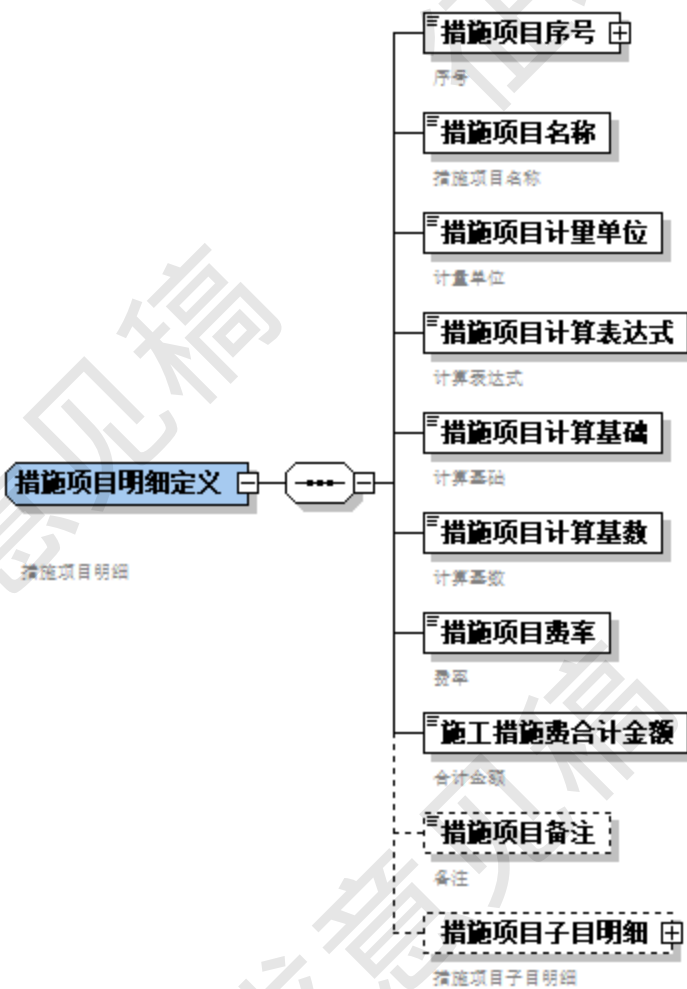 措施项目序号
序号
措施项目名称
措施项目名称
措施项目计量单位
计量单位
措施项目计算表达式
计算表达式
措施项目计算基础
计算基础
措施项目明细定义
措施项目明细
措施项目计算基数
计算基数
措施项目费率
费率
施工措施费合计金额
合计金额
措施项目备注
备注
措施项目子目明细
措施项目子目明细
意见稿
意见稿